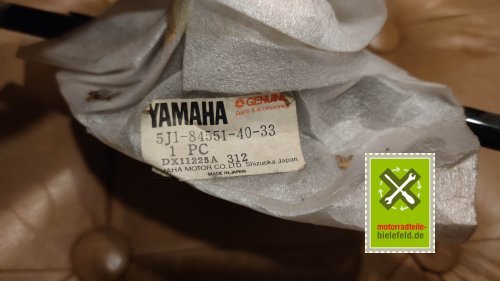 YAMAHA
GENUINE
parts & accessories
5J1-84551-40-33
1 PC
DX11225A 312
YAMAHA MOTOR CO.LTD. Shizuoka Japan
MADE IN JAPAN
motorradteile-
bielefeld.de